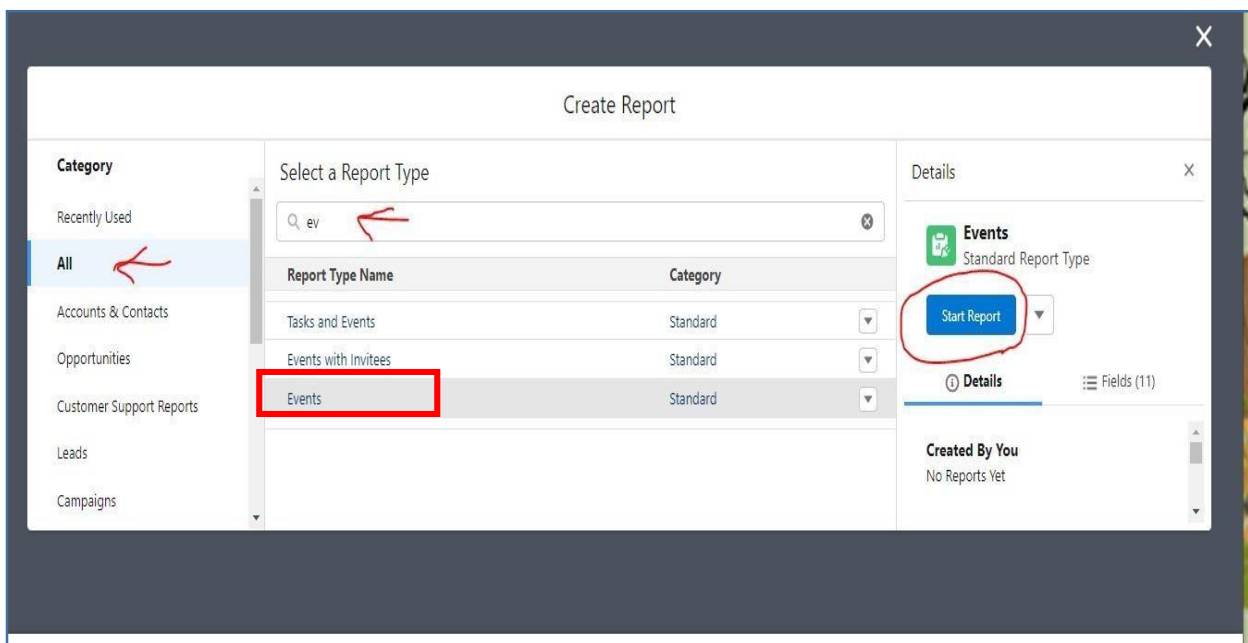 Create Report
Category
Recently Used
All
Accounts & Contacts
Opportunities
Customer Support Reports
Leads
Campaigns
Select a Report Type
ev
Report Type Name Category
Tasks and Events Standard
Events with Invitees Standard
Events Standard
Details
Events
Standard Report Type
Start Report
Details Fields (11)
Created By You
No Reports Yet